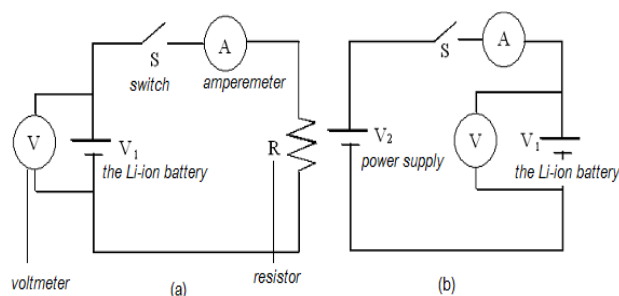 S
switch
A
amperemeter
V
V1
the Li-ion battery
R
voltmeter
(a)
resistor
S
A
V2
power supply
V
V1
the Li-ion battery
(b)